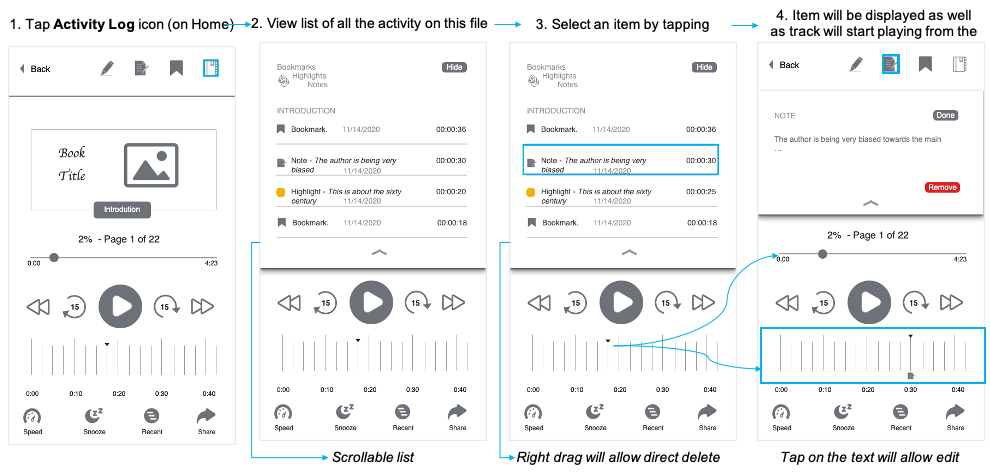 1. Tap Activity Log icon (on Home)
2. View list of all the activity on this file
3. Select an item by tapping
4. Item will be displayed as well
as track will start playing from the
Back
Book
Title
Introdution
2% - Page 1 of 22
0:00
4:23
15
15
0:00
0:10
0:20
0:30
0:40
Speed
Snooze
Recent
Share
Bookmarks
Highlights
Notes
Hide
INTRODUCTION
Bookmark. 11/14/2020 00:00:36
Note - The author is being very 00:00:30
biased 11/14/2020
Highlight - This is about the sixty 00:00:20
century 11/14/2020
Bookmark. 11/14/2020 00:00:18
15
15
0:00
0:10
0:20
0:30
0:40
Speed
Snooze
Recent
Share
Scrollable list
Bookmarks
Highlights
Notes
Hide
INTRODUCTION
Bookmark. 11/14/2020 00:00:36
Note - The author is being very 00:00:30
biased 11/14/2020
Highlight - This is about the sixty 00:00:25
century 11/14/2020
Bookmark. 11/14/2020 00:00:18
15
15
0:00
0:10
0:20
0:30
0:40
Speed
Snooze
Recent
Share
Right drag will allow direct delete
Back
NOTE
Done
The author is being very biased towards the main
...
Remove
2% - Page 1 of 22
0:00
4:23
15
15
0:00
0:10
0:20
0:30
0:40
Speed
Snooze
Recent
Share
Tap on the text will allow edit